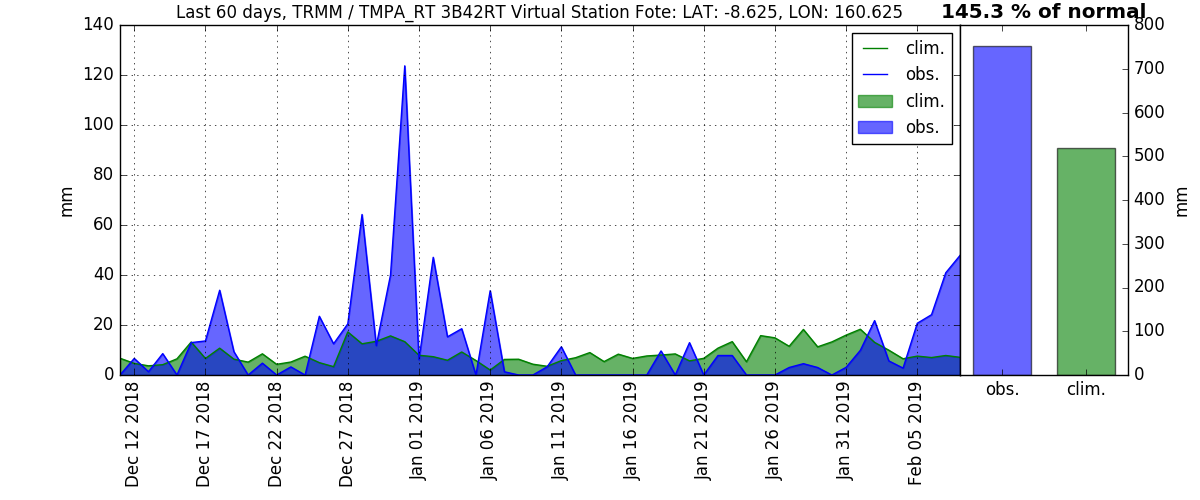 Last 60 days, TRMM / TMPA_RT 3B42RT Virtual Station Fote: LAT: -8.625, LON: 160.625
145.3 % of normal
140
120
100
80
60
40
20
0
mm
clim.
obs.
clim.
obs.
Dec 12 2018
Dec 17 2018
Dec 22 2018
Dec 27 2018
Jan 01 2019
Jan 06 2019
Jan 11 2019
Jan 16 2019
Jan 21 2019
Jan 26 2019
Jan 31 2019
Feb 05 2019
800
700
600
500
400
300
200
100
0
mm
obs.
clim.